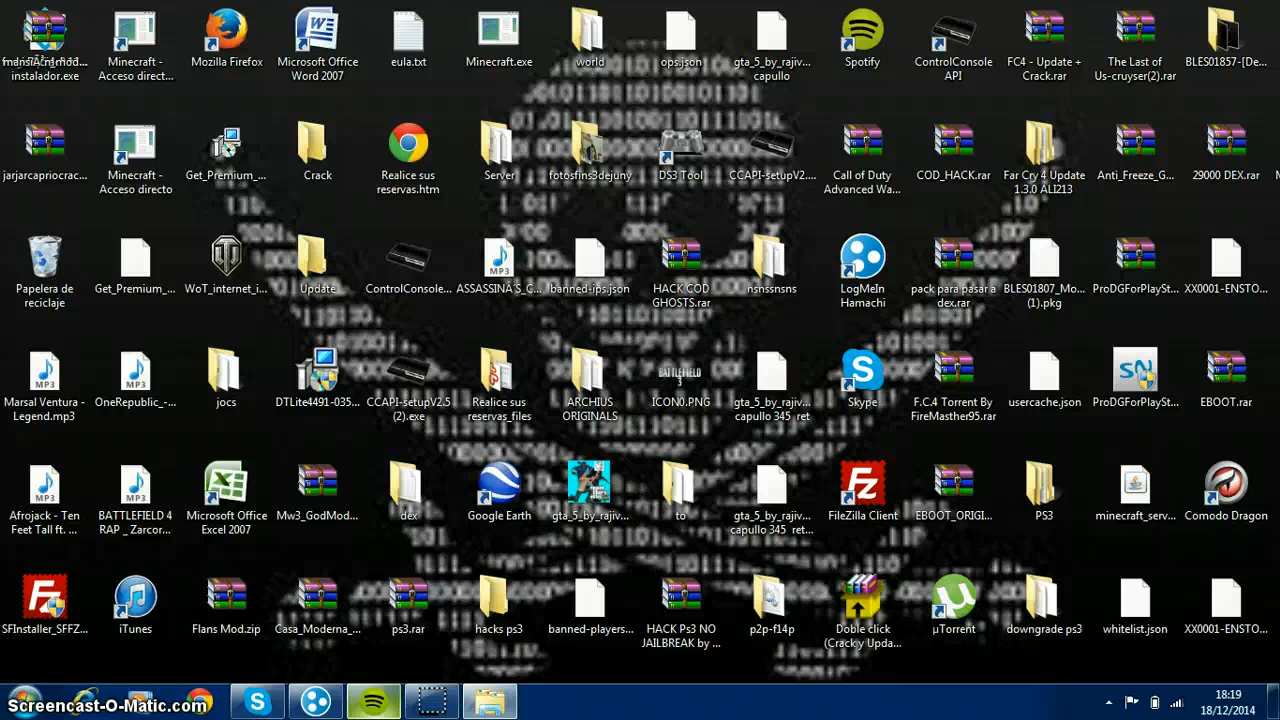 instalador.exe
Minecraft -
Acceso direct...
Mozilla Firefox
Microsoft Office
Word 2007
eula.txt
Minecraft.exe
world
ops.json
gta_5_by_rajiv...
capullo
Spotify
ControlConsole
API
FC4 - Update +
Crack.rar
The Last of
Us-cruyser(2).rar
BLES01857-[De...
jarjarcapriocrac...
Minecraft -
Acceso directo
Get_Premium_...
Crack
Realice sus
reservas.htm
Server
fotosfins3dejuny
DS3 Tool
CCAPI-setupV2....
Call of Duty
Advanced Wa...
COD_HACK.rar
Far Cry 4 Update
1.3.0 ALI213
Anti_Freeze_G...
29000 DEX.rar
Papelera de
reciclaje
Get_Premium_...
WoT_internet_i...
Update
ControlConsole...
MP3
ASSASSINA S_C...
banned-ips.json
HACK COD
GHOSTS.rar
nsnssnsns
LogMeIn
Hamachi
pack para pasar a
dex.rar
BLES01807_Mo...
(1).pkg
ProDGForPlaySt...
XX0001-ENSTO...
MP3
Marsal Ventura -
Legend.mp3
MP3
OneRepublic_-...
jocs
DTLite4491-035...
CCAPI-setupV2.5
(2).exe
Realice sus
reservas_files
ARCHIUS
ORIGINALS
BATTLEFIELD
3
ICON0.PNG
gta_5_by_rajiv...
capullo 345_ret
Skype
F.C.4 Torrent By
FireMasther95.rar
usercache.json
SN
ProDGForPlaySt...
EBOOT.rar
MP3
Afrojack - Ten
Feet Tall ft. ...
MP3
BATTLEFIELD 4
RAP _ Zarcor...
Microsoft Office
Excel 2007
Mw3_GodMod...
dex
Google Earth
gta_5_by_rajiv...
to
gta_5_by_rajiv...
capullo 345_ret...
FileZilla Client
EBOOT_ORIGI...
PS3
minecraft_serv...
Comodo Dragon
SFInstaller_SFFZ...
iTunes
Flans Mod.zip
Casa_Moderna_...
ps3.rar
hacks ps3
banned-players...
HACK Ps3 NO
JAILBREAK by ...
p2p-f14p
Doble click
(Crack y Upda...
µTorrent
downgrade ps3
whitelist.json
XX0001-ENSTO...
Screencast-O-Matic.com
18:19
18/12/2014